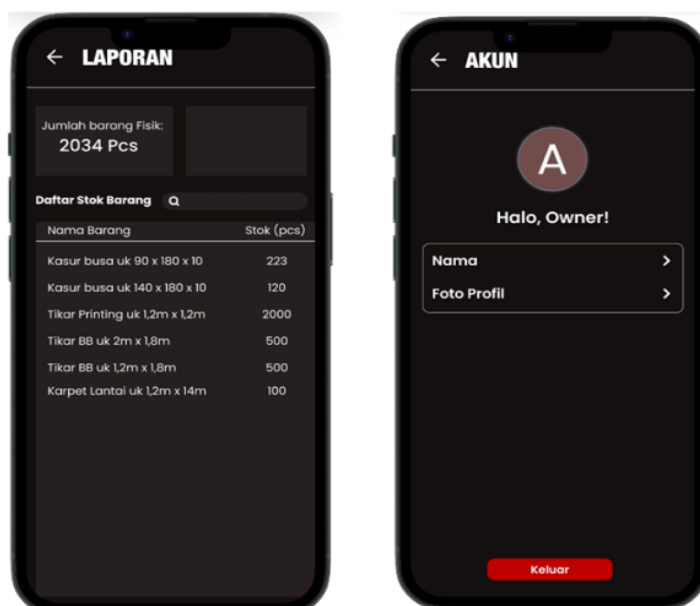 LAPORAN
Jumlah barang Fisik:
2034 Pcs
Daftar Stok Barang
Nama Barang Stok (pcs)
Kasur busa uk 90 x 180 x 10 223
Kasur busa uk 140 x 180 x 10 120
Tikar Printing uk 1,2m x 1,2m 2000
Tikar BB uk 2m x 1,8m 500
Tikar BB uk 1,2m x 1,8m 500
Karpet Lantai uk 1,2m x 14m 100
AKUN
A
Halo, Owner!
Nama
Foto Profil
Keluar